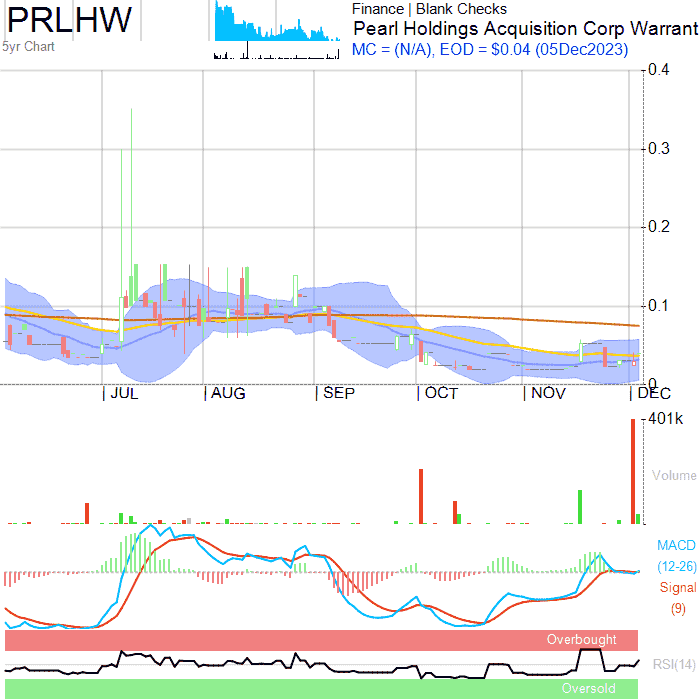 PRLHW
5yr Chart
Finance | Blank Checks
Pearl Holdings Acquisition Corp Warrant
MC = (N/A), EOD = $0.04 (05Dec2023)
0.4
0.3
0.2
0.1
0
JUL
AUG
SEP
OCT
NOV
DEC
401k
Volume
MACD
(12-26)
Signal
(9)
Overbought
RSI(14)
Oversold